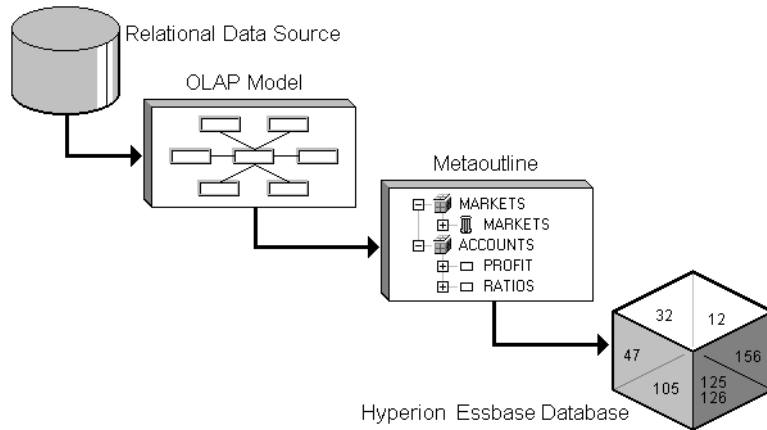 Relational Data Source
OLAP Model
Metaoutline
MARKETS
MARKETS
ACCOUNTS
PROFIT
RATIOS
32
12
47
156
105
125
126
Hyperion Essbase Database